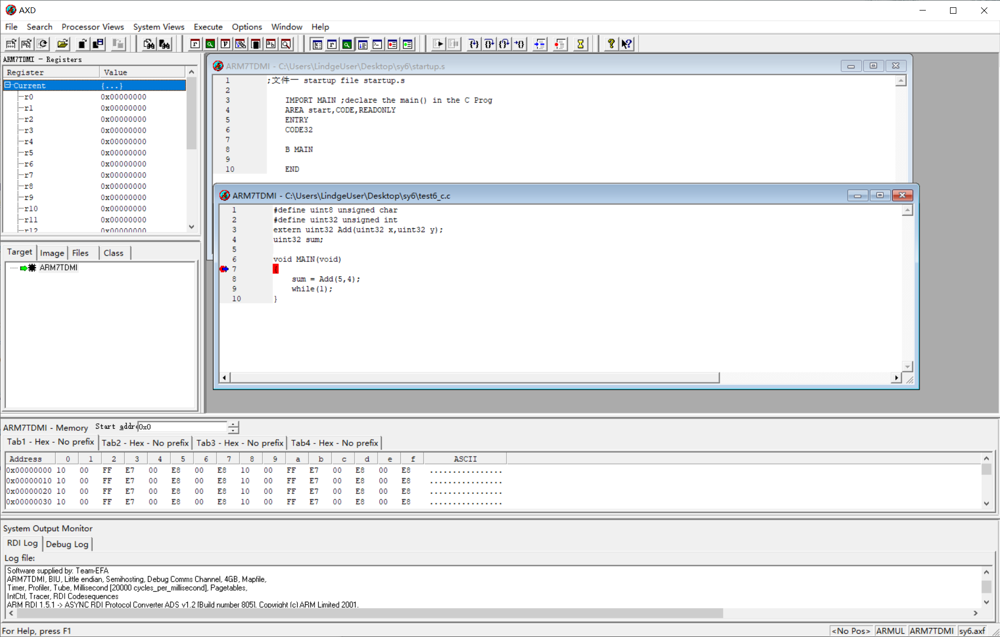 AXD
File Search Processor Views System Views Execute Options Window Help
ARM7TDMI - Registers
Register Value
Current {...}
r0 0x00000000
r1 0x00000000
r2 0x00000000
r3 0x00000000
r4 0x00000000
r5 0x00000000
r6 0x00000000
r7 0x00000000
r8 0x00000000
r9 0x00000000
r10 0x00000000
r11 0x00000000
r12 0x00000000
Target Image Files Class
ARM7TDMI
ARM7TDMI - C:\Users\LindgeUser\Desktop\sy6\startup.s
1 ;文件一 startup file startup.s
2
3 IMPORT MAIN ;declare the main() in the C Prog
4 AREA start,CODE,READONLY
5 ENTRY
6 CODE32
7
8 B MAIN
9
10 END
ARM7TDMI - C:\Users\LindgeUser\Desktop\sy6\test6_c.c
1 #define uint8 unsigned char
2 #define uint32 unsigned int
3 extern uint32 Add(uint32 x,uint32 y);
4 uint32 sum;
5
6 void MAIN(void)
7 {
8 sum = Add(5,4);
9 while(1);
10 }
ARM7TDMI - Memory Start addre 0x0
Tab1 - Hex - No prefix Tab2 - Hex - No prefix Tab3 - Hex - No prefix Tab4 - Hex - No prefix
Address 0 1 2 3 4 5 6 7 8 9 a b c d e f ASCII
0x00000000 10 00 FF E7 00 E8 00 E8 10 00 FF E7 00 E8 00 E8 ................
0x00000010 10 00 FF E7 00 E8 00 E8 10 00 FF E7 00 E8 00 E8 ................
0x00000020 10 00 FF E7 00 E8 00 E8 10 00 FF E7 00 E8 00 E8 ................
0x00000030 10 00 FF E7 00 E8 00 E8 10 00 FF E7 00 E8 00 E8 ................
System Output Monitor
RDI Log Debug Log
Log file:
Software supplied by: Team-EFA
ARM7TDMI, BIU, Little endian, Semihosting, Debug Comms Channel, 4GB, Mapfile,
Timer, Profiler, Tube, Millisecond [20000 cycles_per_millisecond], Pagetables,
IntCtrl, Tracer, RDI Codesequences
ARM RDI 1.5.1 -> ASYNC RDI Protocol Converter ADS v1.2 [Build number 805]. Copyright (c) ARM Limited 2001.
For Help, press F1 <No Pos> ARMUL ARM7TDMI sy6.axf